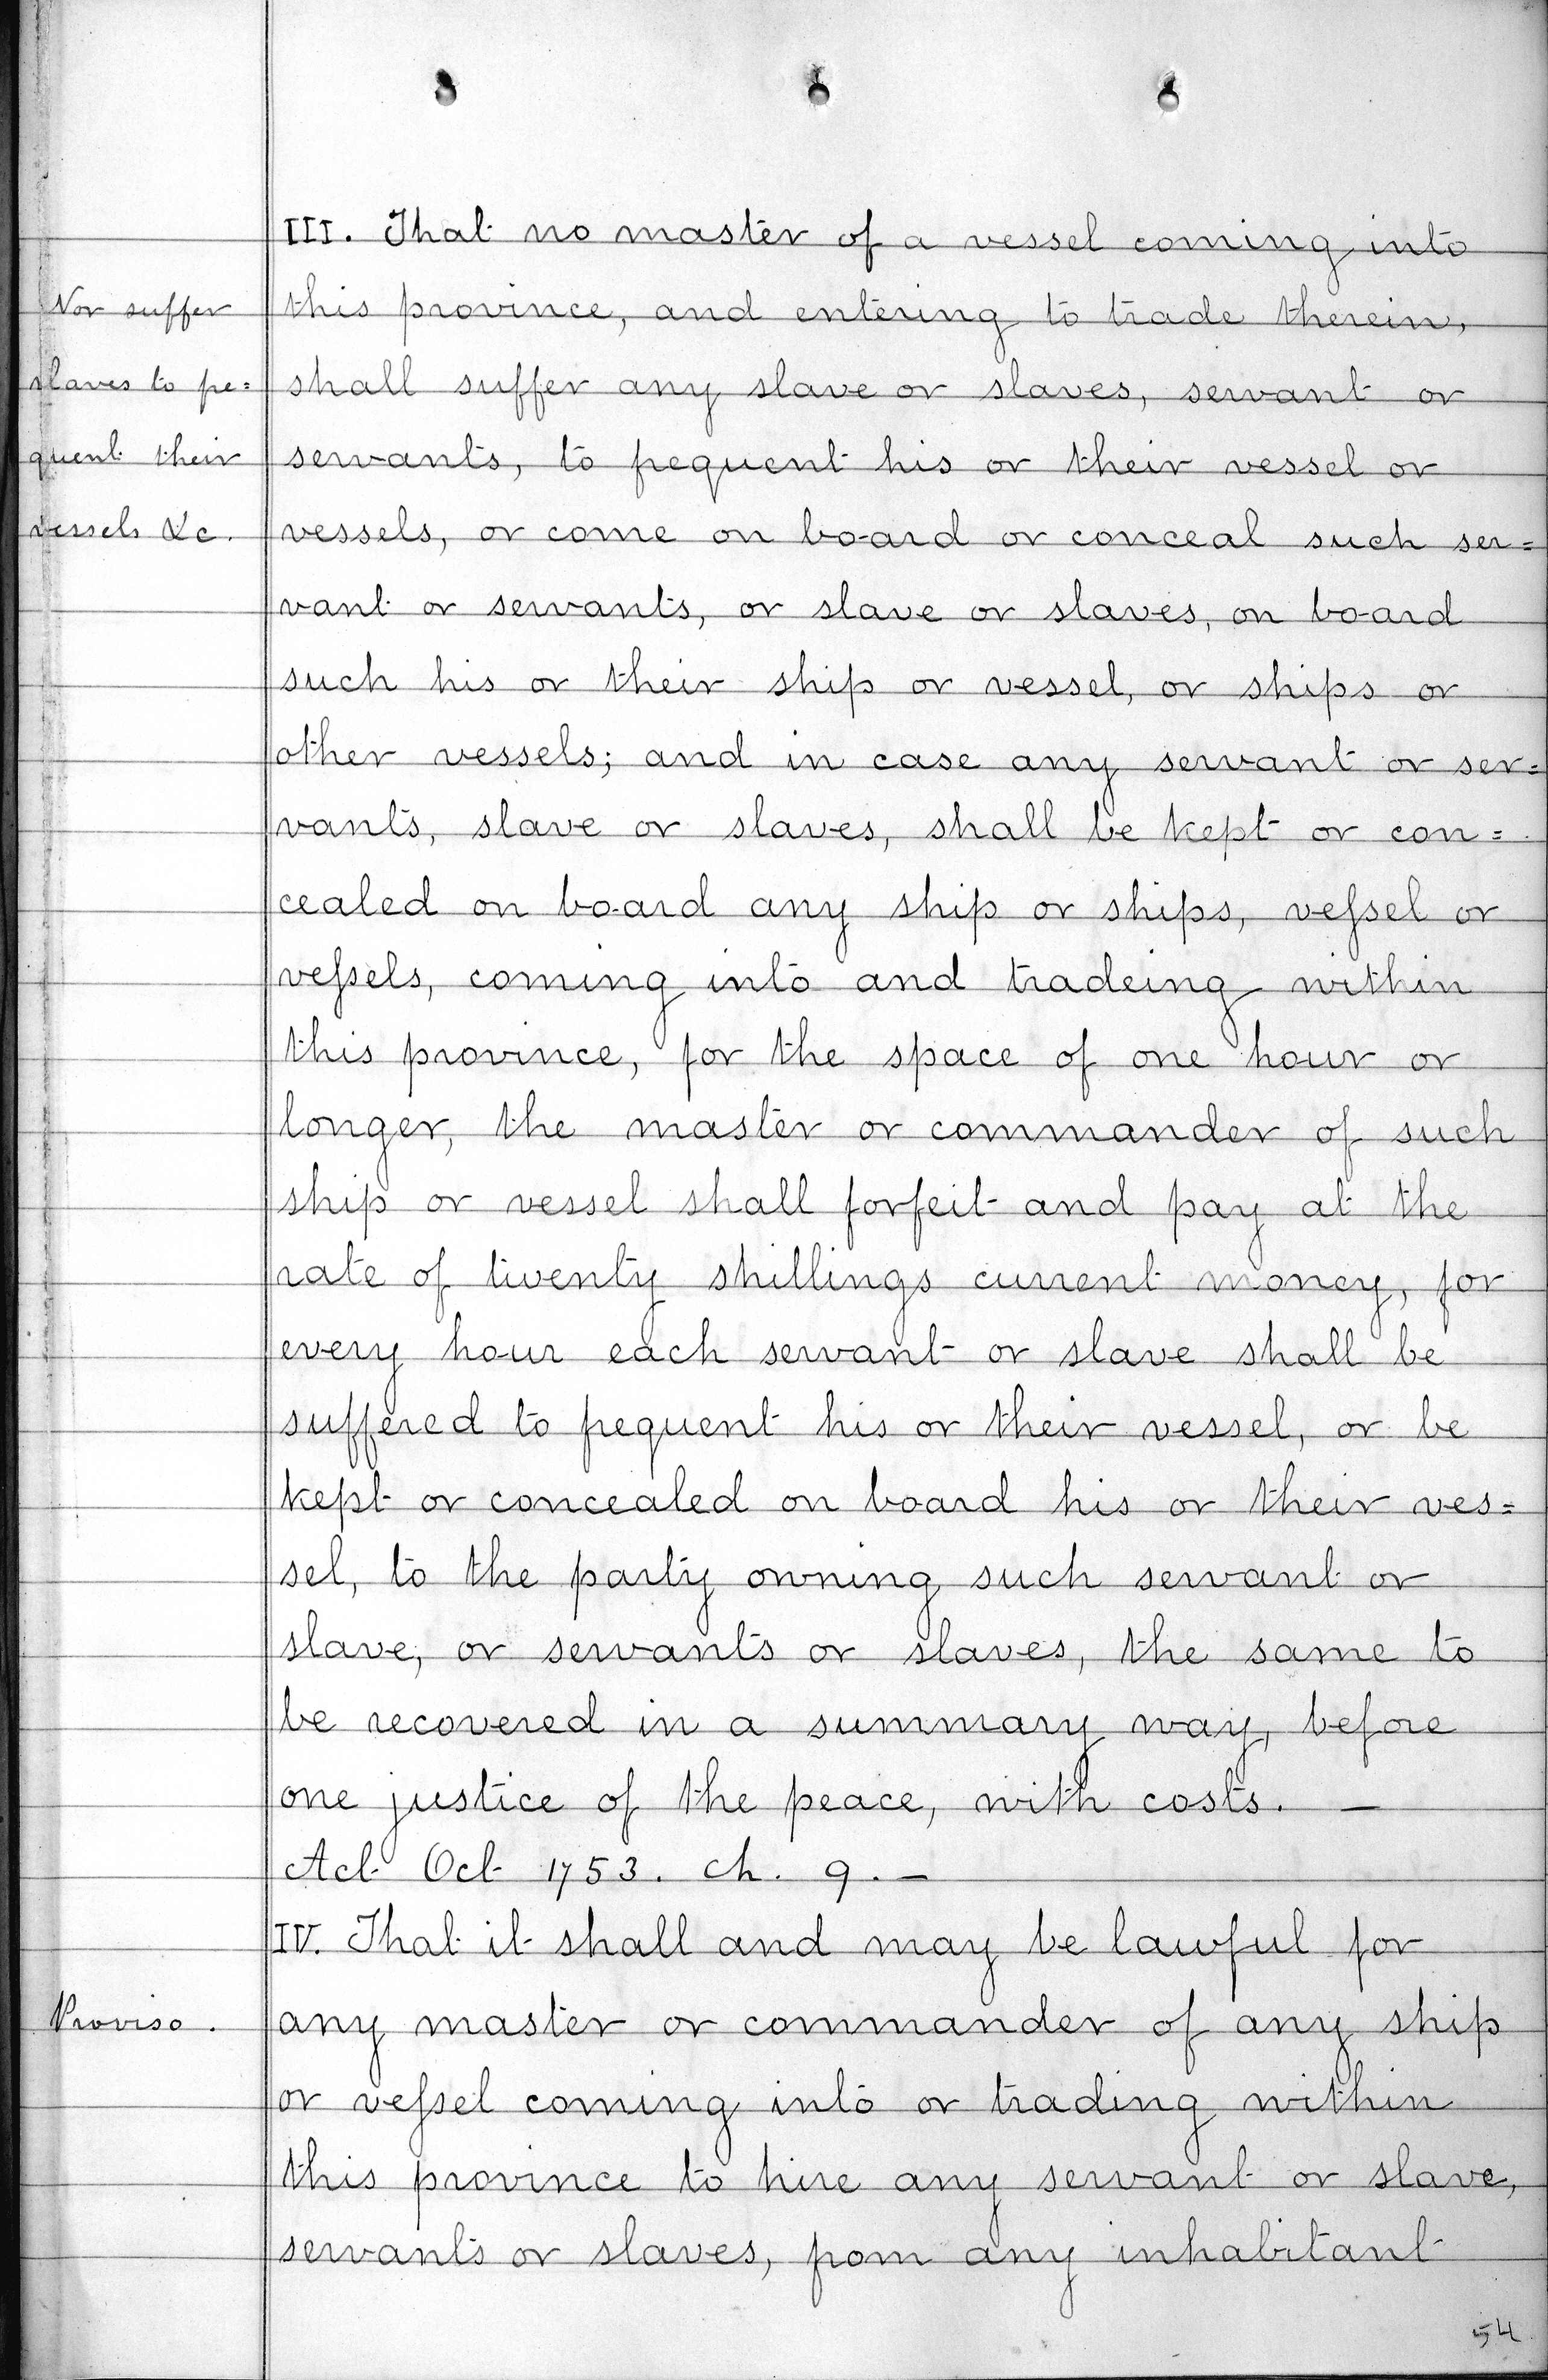 III. That no master of a vessel coming into
Nor suffer
this province, and entering to trade therein,
slaves to fre=
shall suffer any slave or slaves, servant or
quent their
servants, to frequent his or their vessel or
vessels &c.
vessels, or come on board or conceal such ser=
vant or servants, or slave or slaves, on board
such his or their ship or vessel, or ships or
other vessels; and in case any servant or ser=
vants, slave or slaves, shall be kept or con=
cealed on board any ship or ships, veſsel or
veſsels, coming into and tradeing within
this province, for the space of one hour or
longer, the master or commander of such
ship or vessel shall forfeit and pay at the
rate of twenty shillings current money, for
every hour each servant or slave shall be
suffered to frequent his or their vessel, or be
kept or concealed on board his or their ves=
sel, to the party owning such servant or
slave, or servants or slaves, the same to
be recovered in a summary way, before
one justice of the peace, with costs. —
Act Oct 1753. Ch. 9. —
IV. That it shall and may be lawful for
Proviso.
any master or commander of any ship
or veſsel coming into or trading within
this province to hire any servant or slave,
servants or slaves, from any inhabitant
54